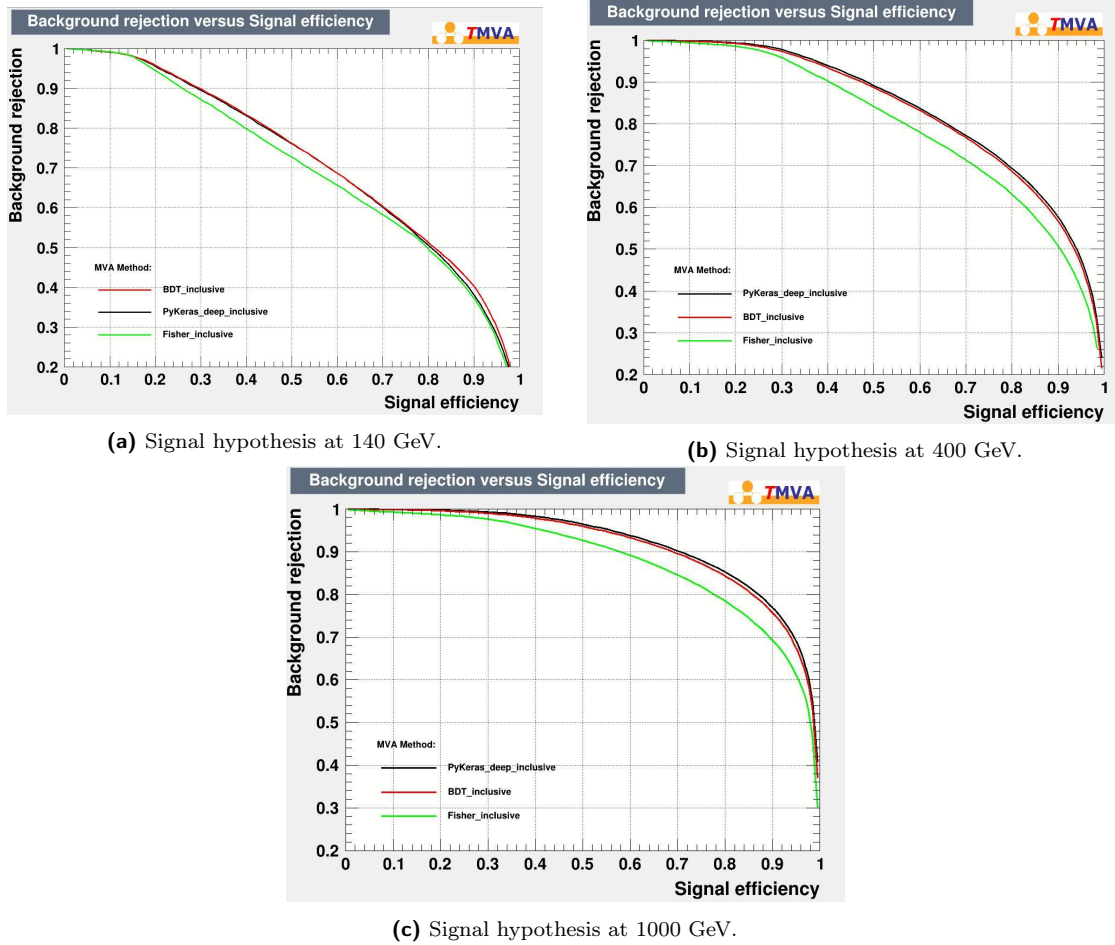 Background rejection versus Signal efficiency
TMVA
Background rejection
1
0.9
0.8
0.7
0.6
0.5
0.4
0.3
0.2
MVA Method:
BDT_inclusive
PyKeras_deep_inclusive
Fisher_inclusive
0 0.1 0.2 0.3 0.4 0.5 0.6 0.7 0.8 0.9 1
Signal efficiency
(a) Signal hypothesis at 140 GeV.
Background rejection versus Signal efficiency
TMVA
Background rejection
1
0.9
0.8
0.7
0.6
0.5
0.4
0.3
0.2
MVA Method:
PyKeras_deep_inclusive
BDT_inclusive
Fisher_inclusive
0 0.1 0.2 0.3 0.4 0.5 0.6 0.7 0.8 0.9 1
Signal efficiency
(b) Signal hypothesis at 400 GeV.
Background rejection versus Signal efficiency
TMVA
Background rejection
1
0.9
0.8
0.7
0.6
0.5
0.4
0.3
0.2
MVA Method:
PyKeras_deep_inclusive
BDT_inclusive
Fisher_inclusive
0 0.1 0.2 0.3 0.4 0.5 0.6 0.7 0.8 0.9 1
Signal efficiency
(c) Signal hypothesis at 1000 GeV.